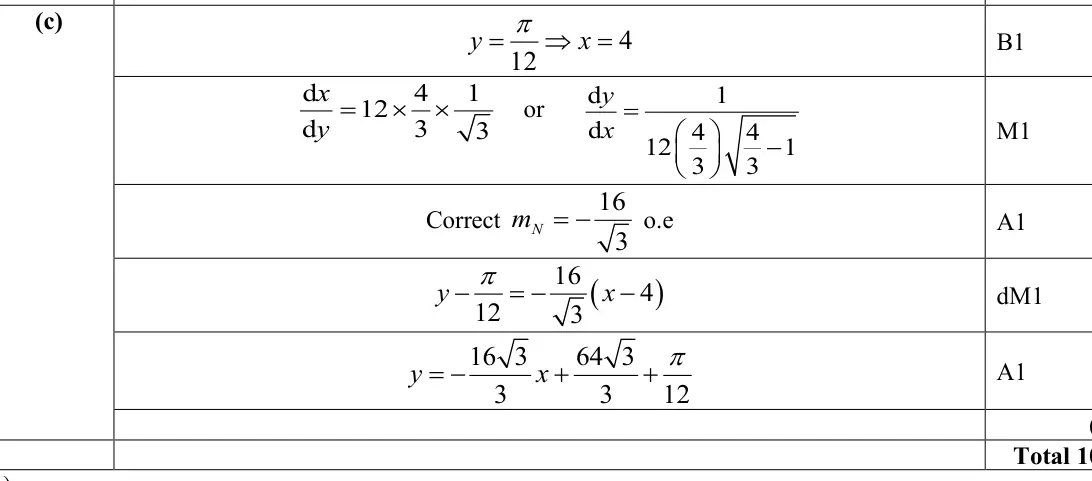 (c)
y = π/12 ⇒ x = 4 B1
dx/dy = 12 × 4/3 × 1/√3 or dy/dx = 1/(12(4/3)√(4/3 − 1)) M1
Correct m_N = −16/√3 o.e A1
y − π/12 = −16/√3 (x − 4) dM1
y = −(16√3)/3 x + (64√3)/3 + π/12 A1
(
Total 1